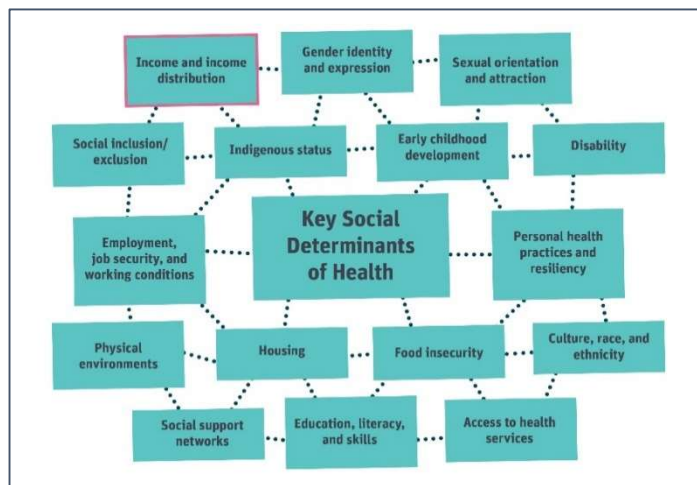 Income and income
distribution
Gender identity
and expression
Sexual orientation
and attraction
Social inclusion/
exclusion
Indigenous status
Early childhood
development
Disability
Employment,
job security, and
working conditions
Key Social
Determinants
of Health
Personal health
practices and
resiliency
Physical
environments
Housing
Food insecurity
Culture, race, and
ethnicity
Social support
networks
Education, literacy,
and skills
Access to health
services